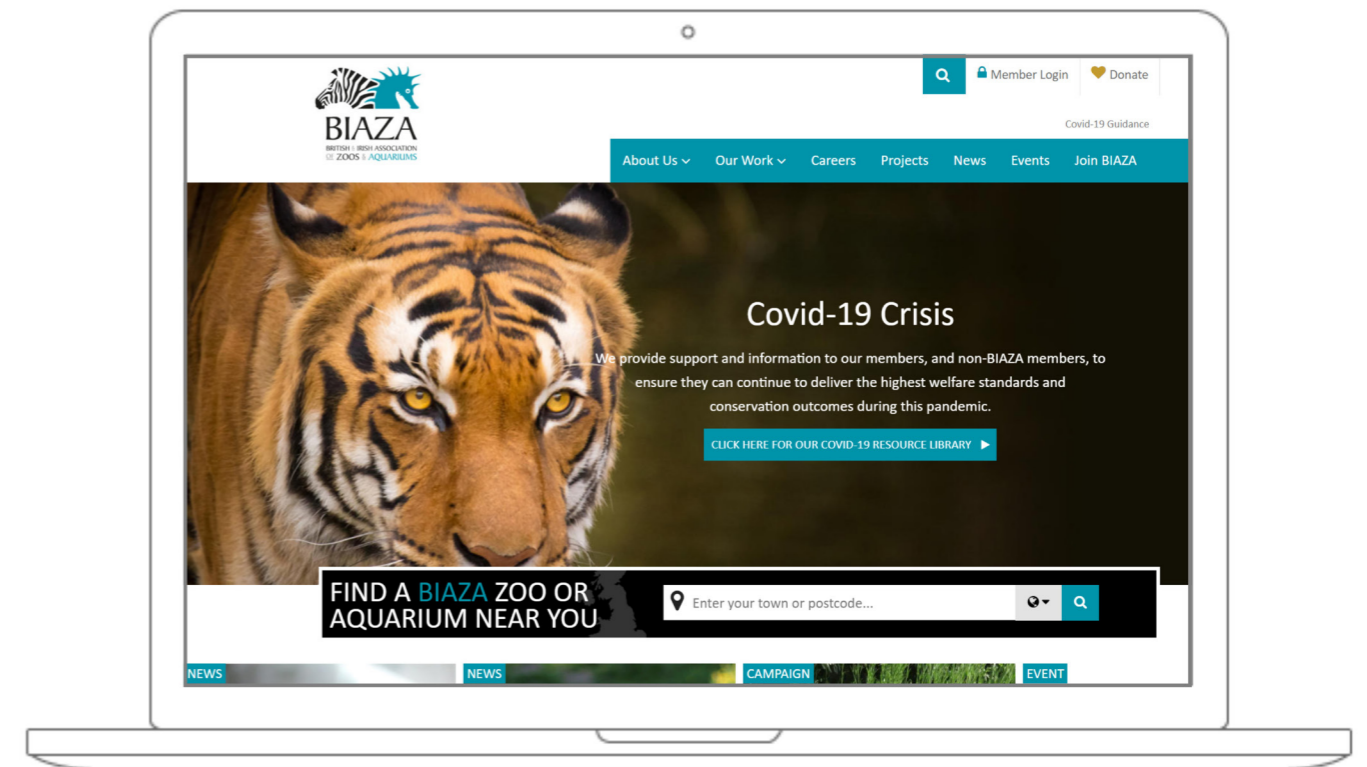 Member Login
Donate
BIAZA
BRITISH & IRISH ASSOCIATION
OF ZOOS & AQUARIUMS
Covid-19 Guidance
About Us Our Work Careers Projects News Events Join BIAZA
Covid-19 Crisis
We provide support and information to our members, and non-BIAZA members, to
ensure they can continue to deliver the highest welfare standards and
conservation outcomes during this pandemic.
CLICK HERE FOR OUR COVID-19 RESOURCE LIBRARY
FIND A BIAZA ZOO OR
AQUARIUM NEAR YOU
Enter your town or postcode...
NEWS
NEWS
CAMPAIGN
EVENT